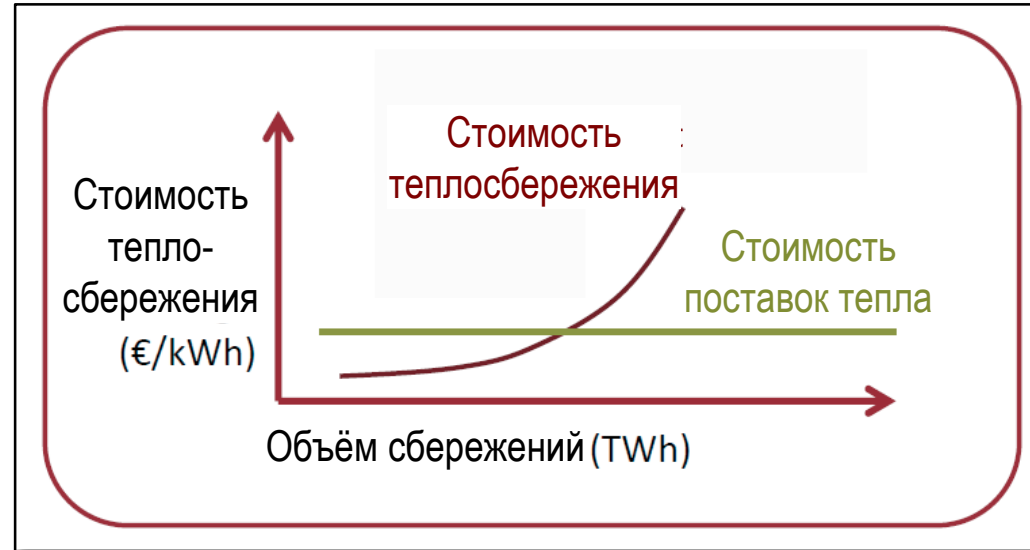 Стоимость
теплосбережения
Стоимость
тепло-
сбережения
(€/kWh)
Стоимость
поставок тепла
Объём сбережений (TWh)